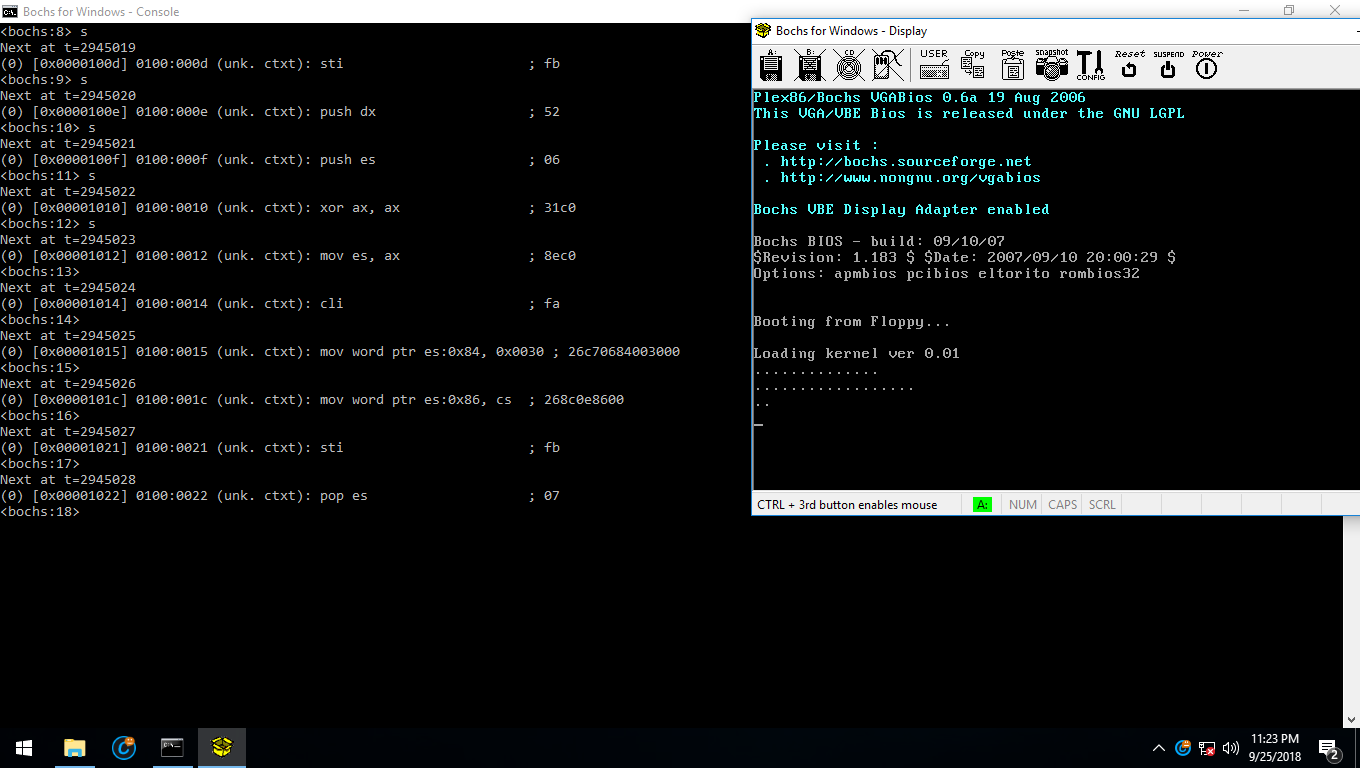 Bochs for Windows - Console
<bochs:8> s
Next at t=2945019
(0) [0x0000100d] 0100:000d (unk. ctxt): sti ; fb
<bochs:9> s
Next at t=2945020
(0) [0x0000100e] 0100:000e (unk. ctxt): push dx ; 52
<bochs:10> s
Next at t=2945021
(0) [0x0000100f] 0100:000f (unk. ctxt): push es ; 06
<bochs:11> s
Next at t=2945022
(0) [0x00001010] 0100:0010 (unk. ctxt): xor ax, ax ; 31c0
<bochs:12> s
Next at t=2945023
(0) [0x00001012] 0100:0012 (unk. ctxt): mov es, ax ; 8ec0
<bochs:13>
Next at t=2945024
(0) [0x00001014] 0100:0014 (unk. ctxt): cli ; fa
<bochs:14>
Next at t=2945025
(0) [0x00001015] 0100:0015 (unk. ctxt): mov word ptr es:0x84, 0x0030 ; 26c70684003000
<bochs:15>
Next at t=2945026
(0) [0x0000101c] 0100:001c (unk. ctxt): mov word ptr es:0x86, cs ; 268c0e8600
<bochs:16>
Next at t=2945027
(0) [0x00001021] 0100:0021 (unk. ctxt): sti ; fb
<bochs:17>
Next at t=2945028
(0) [0x00001022] 0100:0022 (unk. ctxt): pop es ; 07
<bochs:18>
Bochs for Windows - Display
A: B: CD USER Copy Paste snapshot CONFIG Reset SUSPEND Power
Plex86/Bochs VGABios 0.6a 19 Aug 2006
This VGA/VBE Bios is released under the GNU LGPL
Please visit :
. http://bochs.sourceforge.net
. http://www.nongnu.org/vgabios
Bochs VBE Display Adapter enabled
Bochs BIOS - build: 09/10/07
$Revision: 1.183 $ $Date: 2007/09/10 20:00:29 $
Options: apmbios pcibios eltorito rombios32
Booting from Floppy...
Loading kernel ver 0.01
..............
..................
..
_
CTRL + 3rd button enables mouse A: NUM CAPS SCRL
11:23 PM
9/25/2018
2